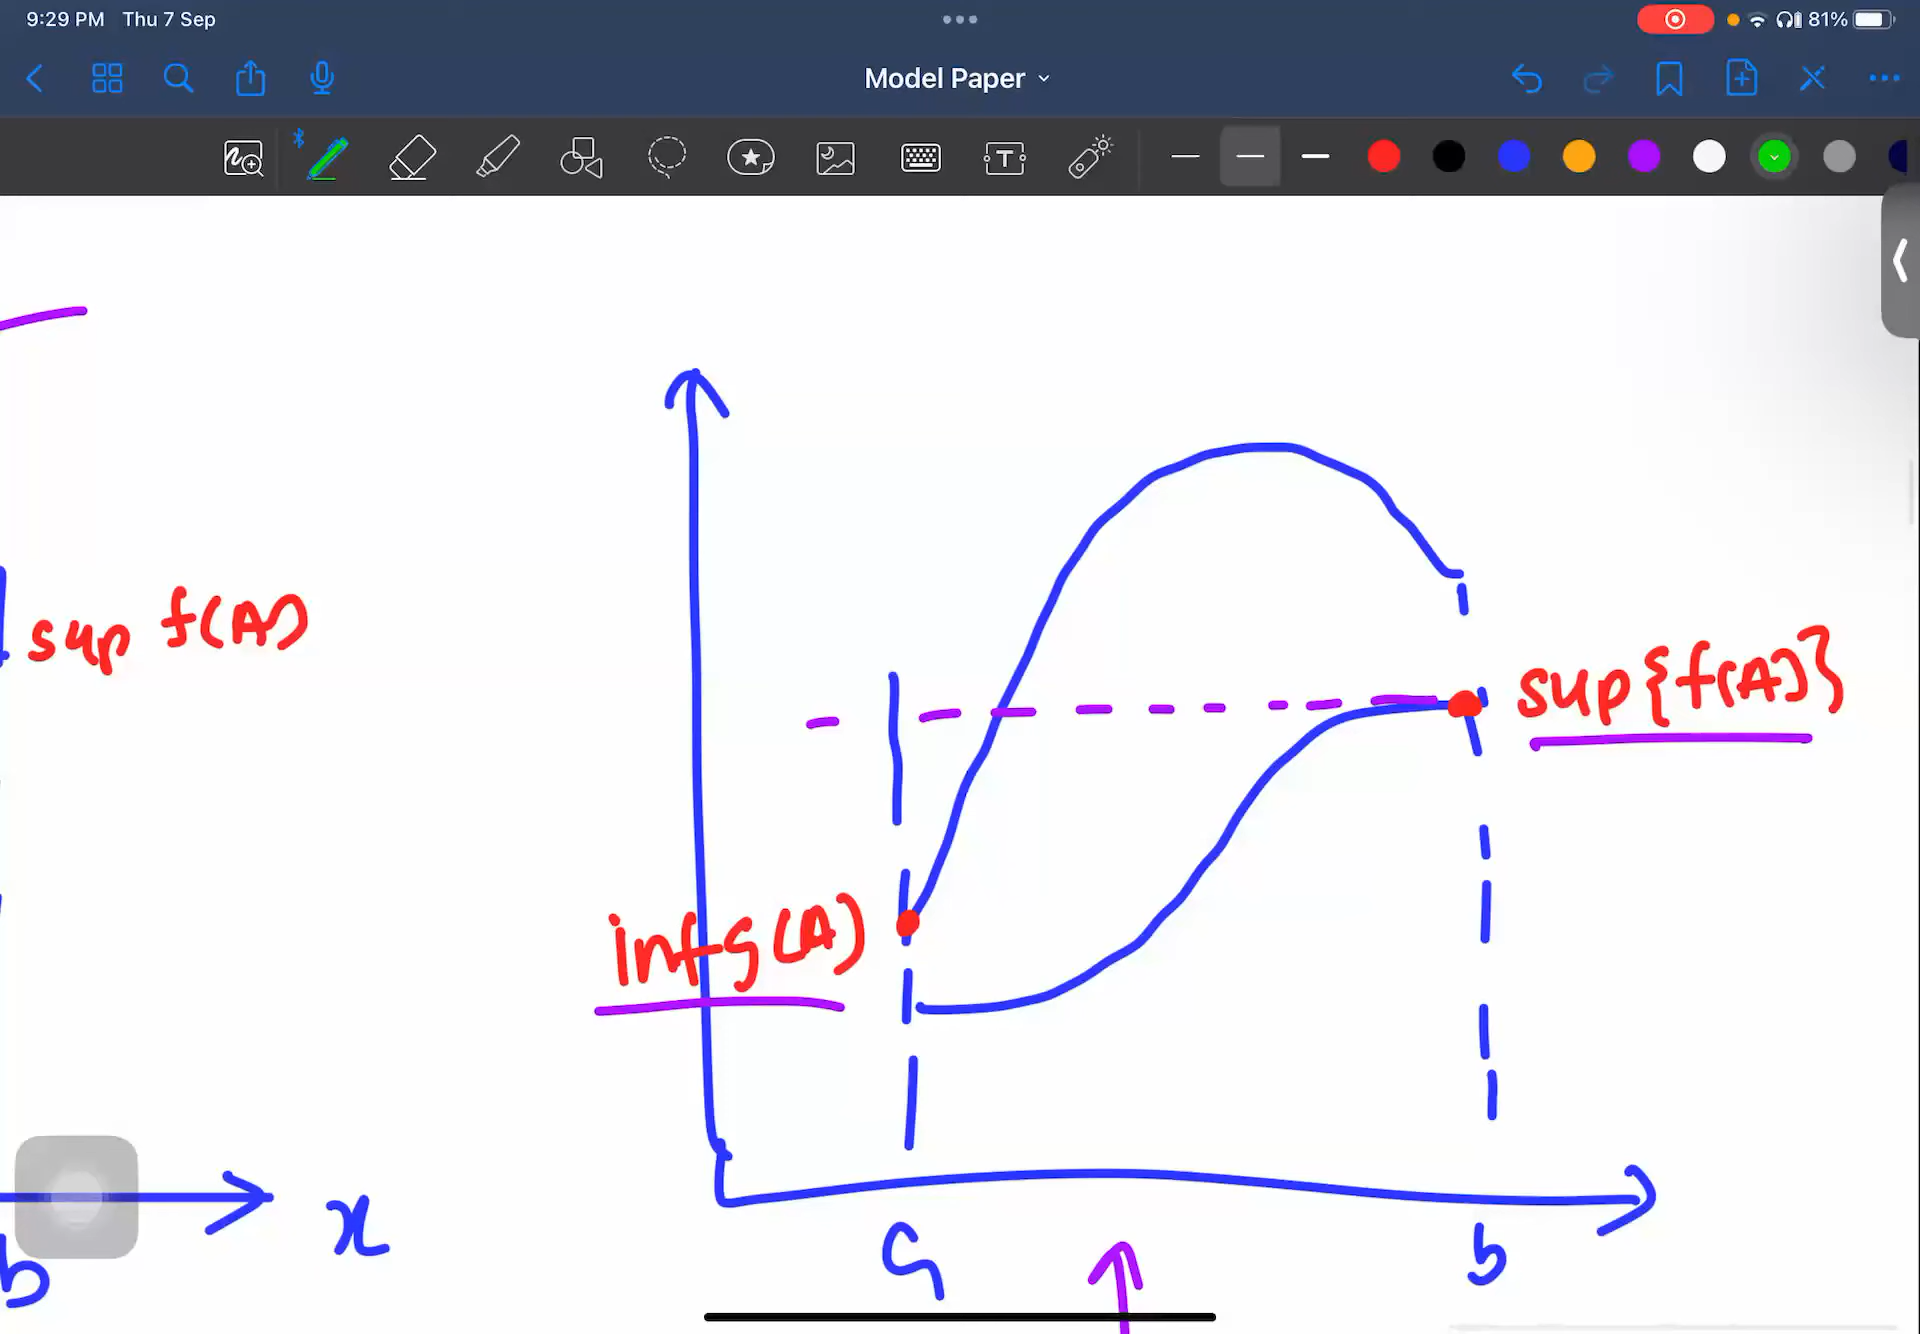 9:29 PM Thu 7 Sep
81%
Model Paper
T
sup f(A)
sup{f(A)}
inf g(A)
x
b
a
b